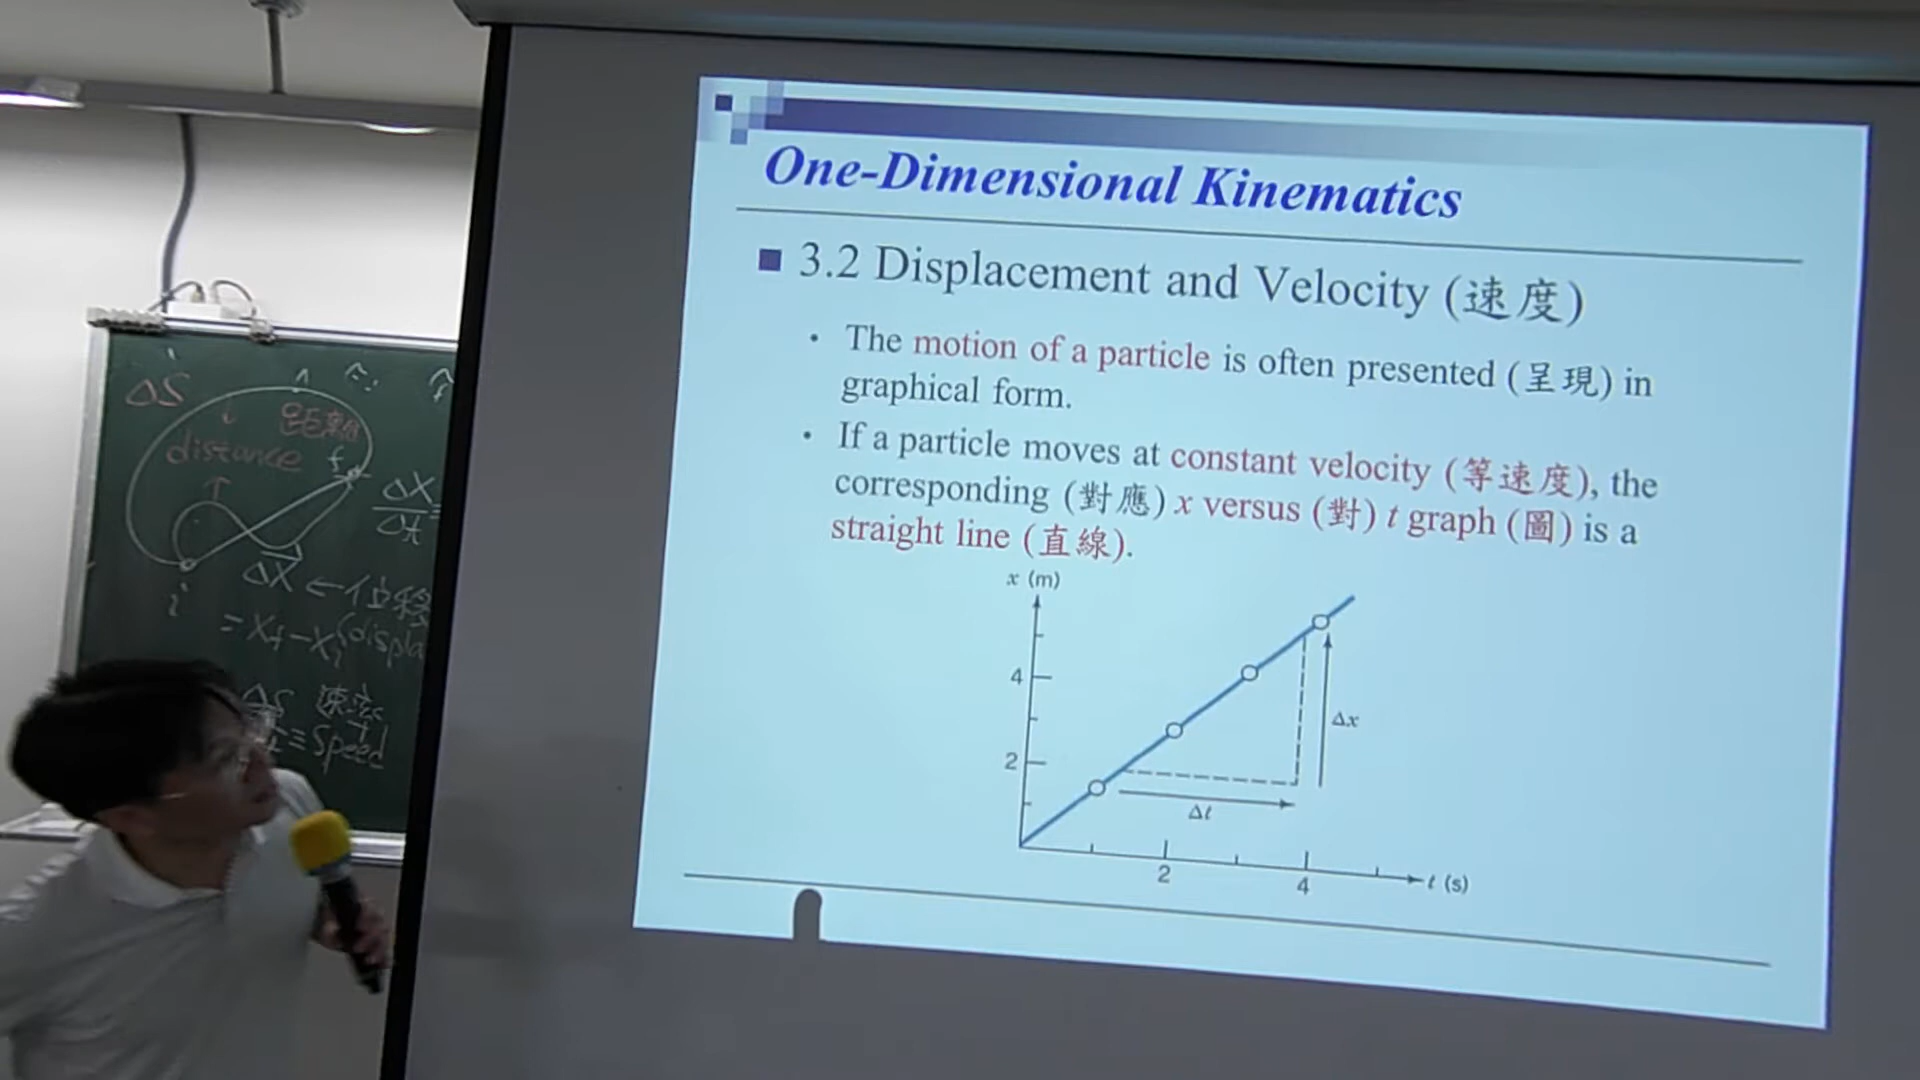 One-Dimensional Kinematics
3.2 Displacement and Velocity (速度)
• The motion of a particle is often presented (呈現) in
graphical form.
• If a particle moves at constant velocity (等速度), the
corresponding (對應) x versus (對) t graph (圖) is a
straight line (直線).
x (m)
4
2
Δx
Δt
2
4
t (s)
ΔS
i
距離
distance
f
ΔX
Δt
=
i
ΔX ← 位移
= Xf - Xi (displa
ΔS 速率
≡ Speed